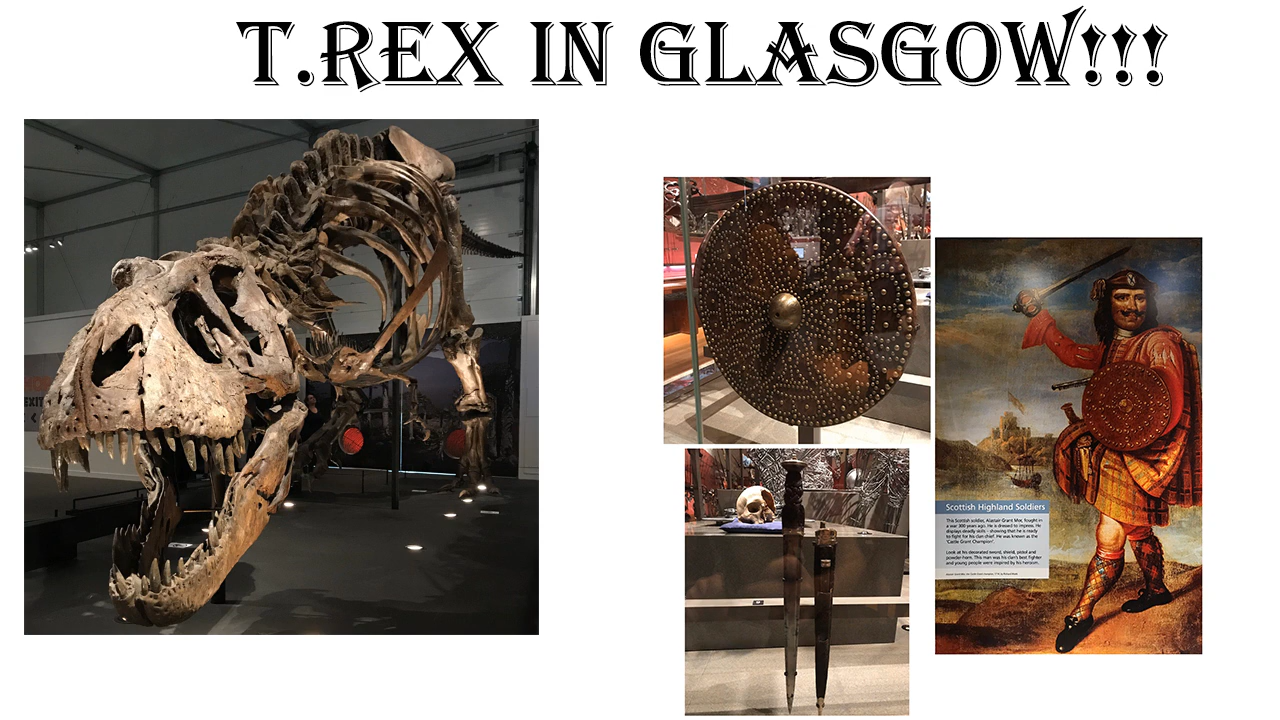 T.REX IN GLASGOW!!!
EXIT
Scottish Highland Soldiers
This Scottish soldier, Alastair Grant Mor, fought in
a war 300 years ago. He is dressed to impress. He
displays deadly skills – showing that he is ready
to fight for his clan chief. He was known as the
'Castle Grant Champion'.
Look at his decorated sword, shield, pistol and
powder-horn. This man was his clan's best fighter
and young people were inspired by his heroism.